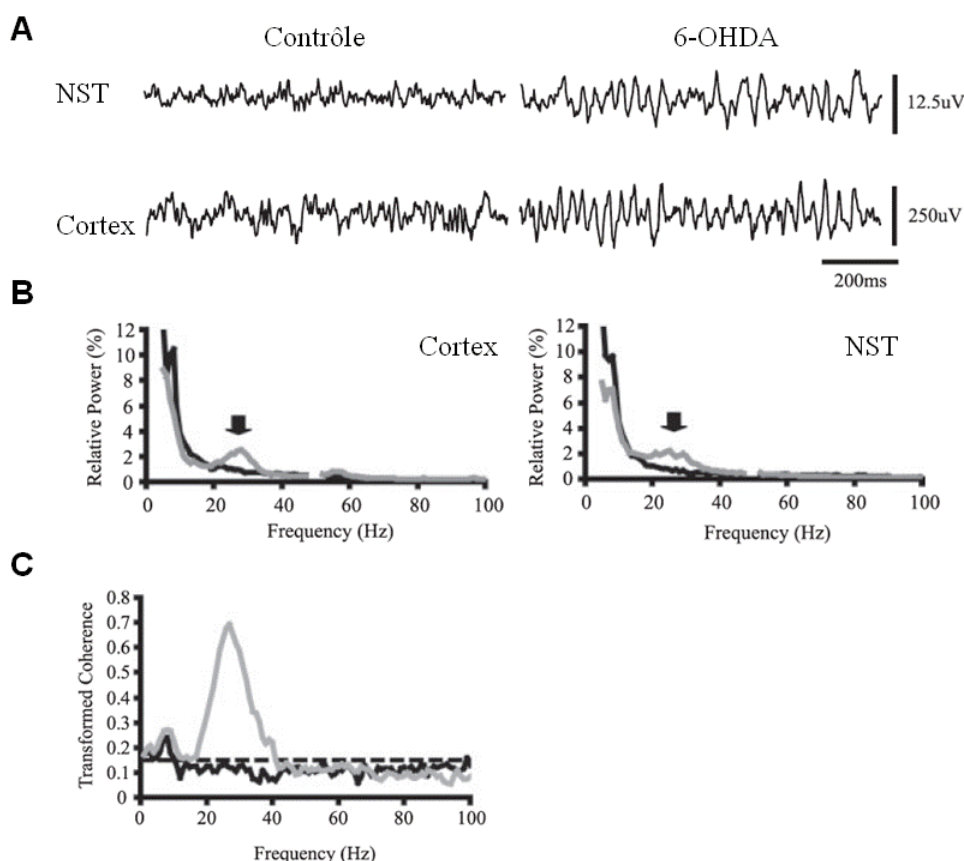 A
Contrôle 6-OHDA
NST
12.5uV
Cortex
250uV
200ms
B
Relative Power (%)
12
10
8
6
4
2
0
Cortex
0 20 40 60 80 100
Frequency (Hz)
Relative Power (%)
12
10
8
6
4
2
0
NST
0 20 40 60 80 100
Frequency (Hz)
C
Transformed Coherence
0.8
0.7
0.6
0.5
0.4
0.3
0.2
0.1
0
0 20 40 60 80 100
Frequency (Hz)